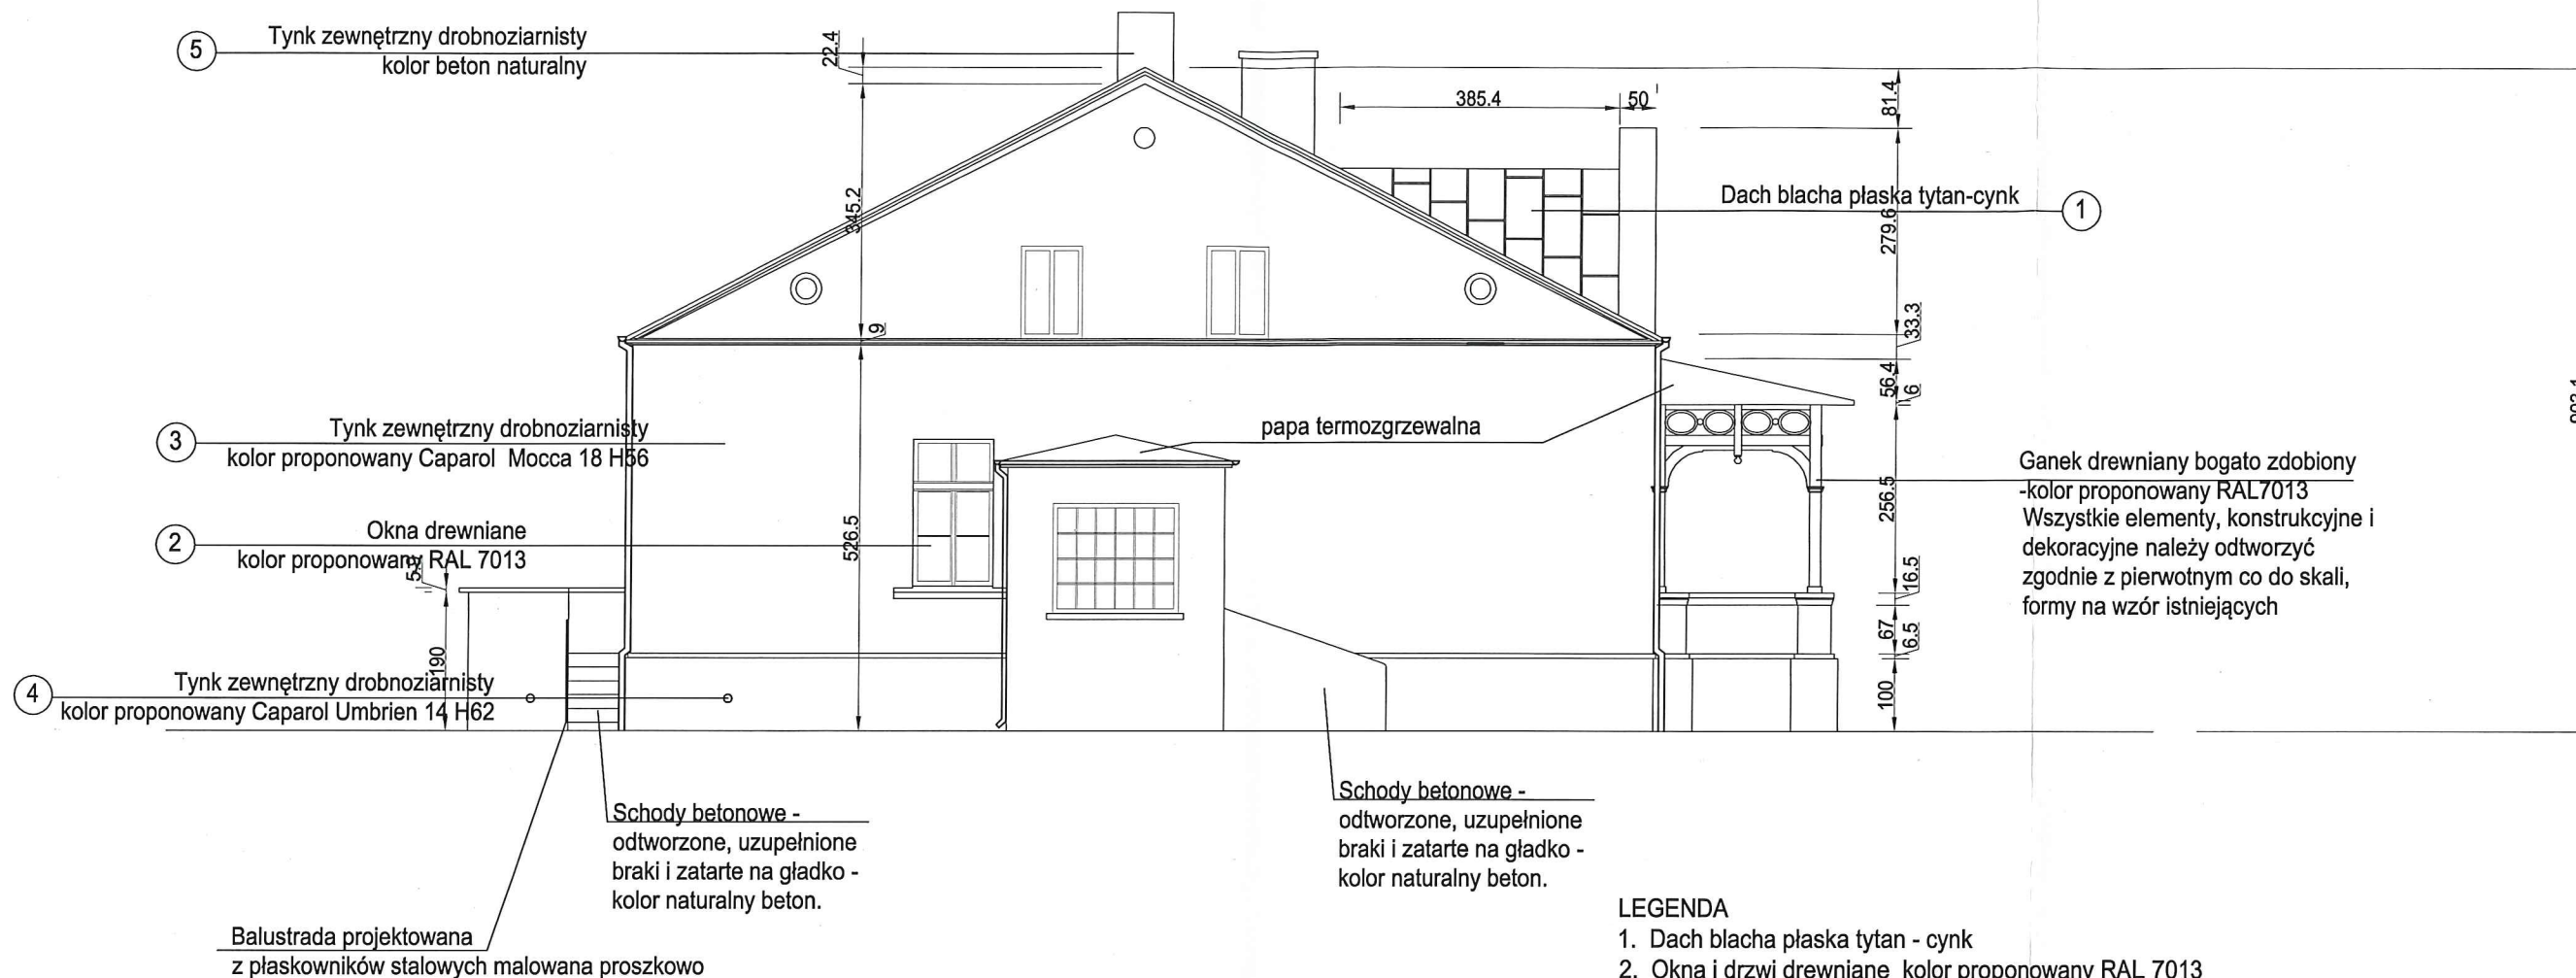 5
Tynk zewnętrzny drobnoziarnisty
kolor beton naturalny
22.4
385.4
50
81.4
345.2
Dach blacha płaska tytan-cynk
1
279.6
33.3
9
56.4
6
3
Tynk zewnętrzny drobnoziarnisty
kolor proponowany Caparol Mocca 18 H56
papa termozgrzewalna
Ganek drewniany bogato zdobiony
-kolor proponowany RAL7013
Wszystkie elementy, konstrukcyjne i
dekoracyjne należy odtworzyć
zgodnie z pierwotnym co do skali,
formy na wzór istniejących
256.5
2
Okna drewniane
kolor proponowany RAL 7013
526.5
16.5
67
6.5
190
100
4
Tynk zewnętrzny drobnoziarnisty
kolor proponowany Caparol Umbrien 14 H62
Schody betonowe -
odtworzone, uzupełnione
braki i zatarte na gładko -
kolor naturalny beton.
Schody betonowe -
odtworzone, uzupełnione
braki i zatarte na gładko -
kolor naturalny beton.
Balustrada projektowana
z płaskowników stalowych malowana proszkowo
LEGENDA
1. Dach blacha płaska tytan - cynk
2. Okna i drzwi drewniane kolor proponowany RAL 7013